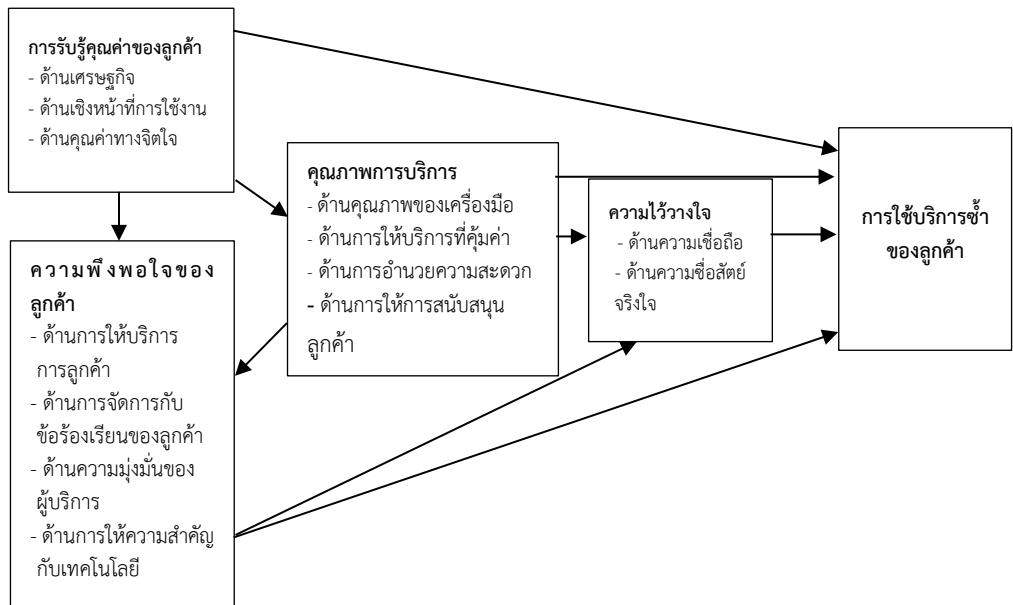 การรับรู้คุณค่าของลูกค้า
- ด้านเศรษฐกิจ
- ด้านเชิงหน้าที่การใช้งาน
- ด้านคุณค่าทางจิตใจ
ความพึงพอใจของ
ลูกค้า
- ด้านการให้บริการ
การลูกค้า
- ด้านการจัดการกับ
ข้อร้องเรียนของลูกค้า
- ด้านความมุ่งมั่นของ
ผู้บริการ
- ด้านการให้ความสำคัญ
กับเทคโนโลยี
คุณภาพการบริการ
- ด้านคุณภาพของเครื่องมือ
- ด้านการให้บริการที่คุ้มค่า
- ด้านการอำนวยความสะดวก
- ด้านการให้การสนับสนุน
ลูกค้า
ความไว้วางใจ
- ด้านความเชื่อถือ
- ด้านความซื่อสัตย์
จริงใจ
การใช้บริการซ้ำ
ของลูกค้า